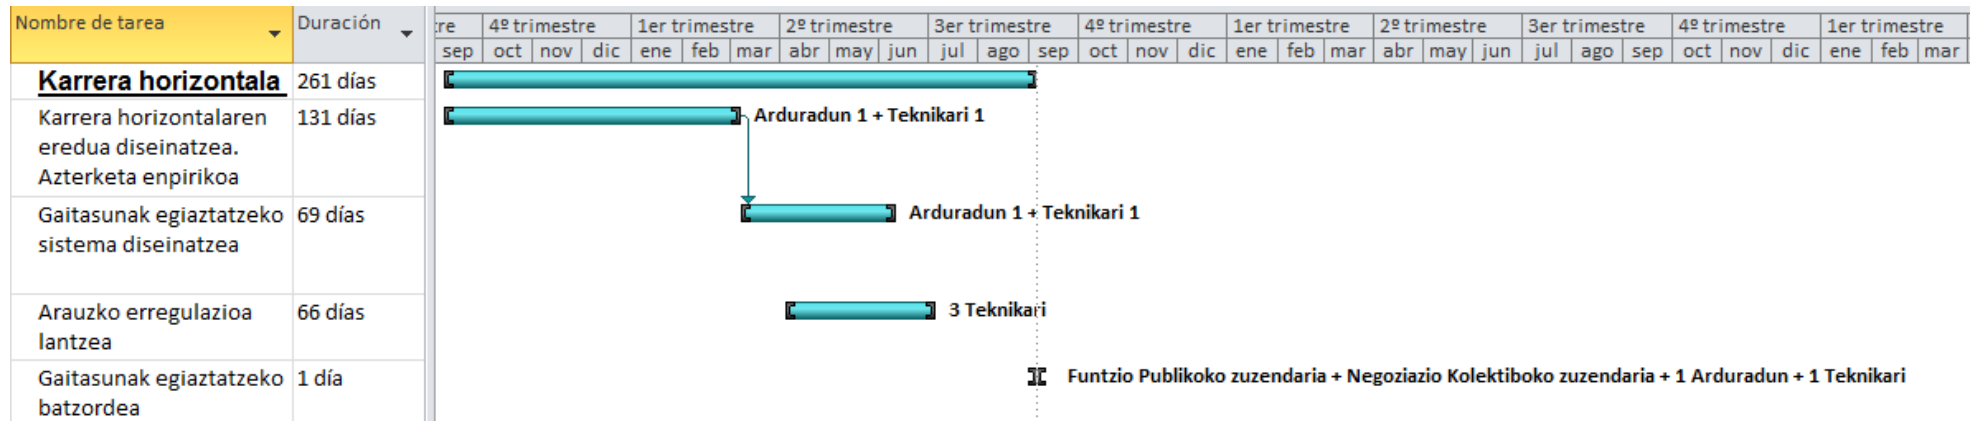 Nombre de tarea Duración tre 4º trimestre 1er trimestre 2º trimestre 3er trimestre 4º trimestre 1er trimestre 2º trimestre 3er trimestre 4º trimestre 1er trimestre
sep oct nov dic ene feb mar abr may jun jul ago sep oct nov dic ene feb mar abr may jun jul ago sep oct nov dic ene feb mar
Karrera horizontala 261 días
Karrera horizontalaren 131 días Arduradun 1 + Teknikari 1
eredua diseinatzea.
Azterketa enpirikoa
Gaitasunak egiaztatzeko 69 días Arduradun 1 + Teknikari 1
sistema diseinatzea
Arauzko erregulazioa 66 días 3 Teknikari
lantzea
Gaitasunak egiaztatzeko 1 día Funtzio Publikoko zuzendaria + Negoziazio Kolektiboko zuzendaria + 1 Arduradun + 1 Teknikari
batzordea